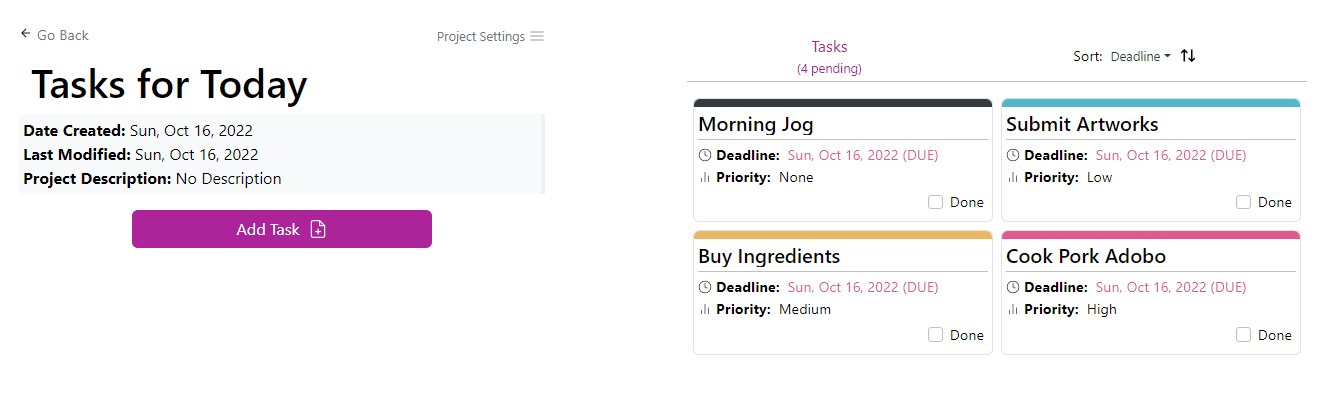 Go Back
Project Settings
Tasks for Today
Date Created: Sun, Oct 16, 2022
Last Modified: Sun, Oct 16, 2022
Project Description: No Description
Add Task
Tasks
(4 pending)
Sort: Deadline
Morning Jog
Deadline: Sun, Oct 16, 2022 (DUE)
Priority: None
Done
Submit Artworks
Deadline: Sun, Oct 16, 2022 (DUE)
Priority: Low
Done
Buy Ingredients
Deadline: Sun, Oct 16, 2022 (DUE)
Priority: Medium
Done
Cook Pork Adobo
Deadline: Sun, Oct 16, 2022 (DUE)
Priority: High
Done